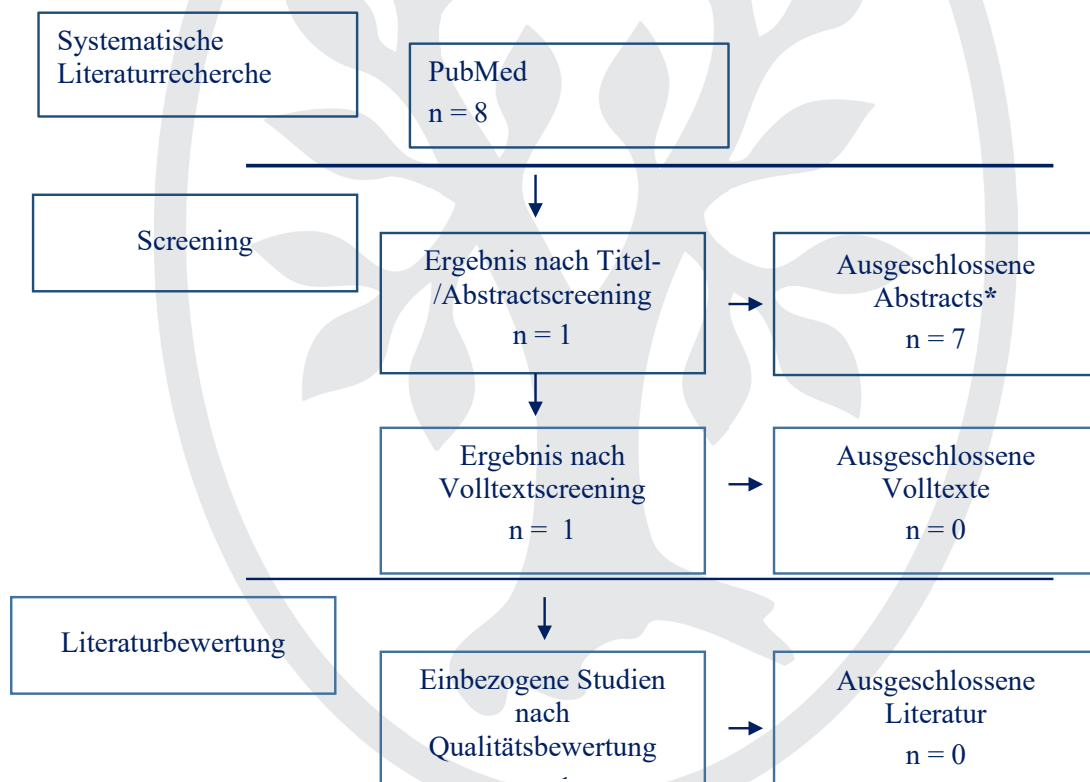 Systematische
Literaturrecherche
PubMed
n = 8
Screening
Ergebnis nach Titel-
/Abstractscreening
n = 1
Ausgeschlossene
Abstracts*
n = 7
Ergebnis nach
Volltextscreening
n = 1
Ausgeschlossene
Volltexte
n = 0
Literaturbewertung
Einbezogene Studien
nach
Qualitätsbewertung
Ausgeschlossene
Literatur
n = 0